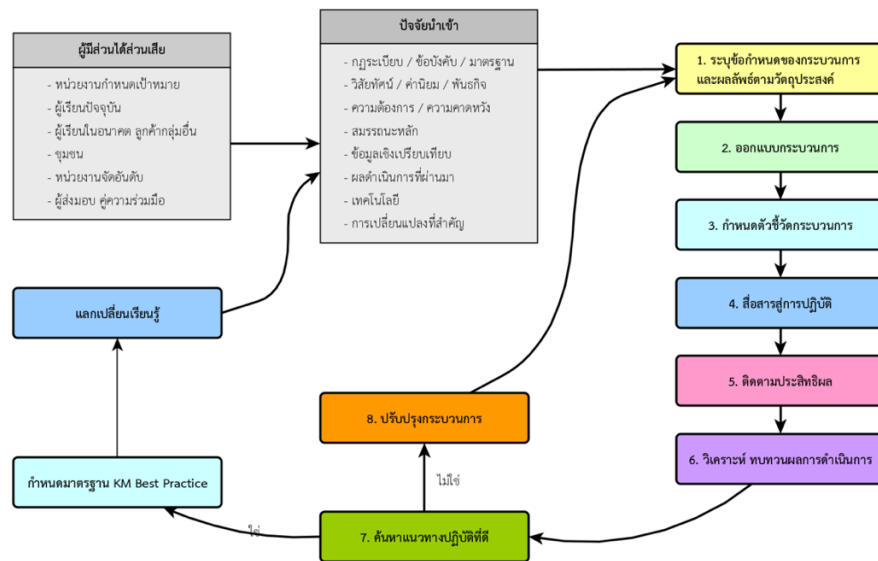 ผู้มีส่วนได้ส่วนเสีย
- หน่วยงานกำหนดเป้าหมาย
- ผู้เรียนปัจจุบัน
- ผู้เรียนในอนาคต ลูกค้ากลุ่มอื่น
- ชุมชน
- หน่วยงานจัดอันดับ
- ผู้ส่งมอบ คู่ความร่วมมือ
ปัจจัยนำเข้า
- กฎระเบียบ / ข้อบังคับ / มาตรฐาน
- วิสัยทัศน์ / ค่านิยม / พันธกิจ
- ความต้องการ / ความคาดหวัง
- สมรรถนะหลัก
- ข้อมูลเชิงเปรียบเทียบ
- ผลดำเนินการที่ผ่านมา
- เทคโนโลยี
- การเปลี่ยนแปลงที่สำคัญ
1. ระบุข้อกำหนดของกระบวนการ
และผลลัพธ์ตามวัตถุประสงค์
2. ออกแบบกระบวนการ
3. กำหนดตัวชี้วัดกระบวนการ
4. สื่อสารสู่การปฏิบัติ
5. ติดตามประสิทธิผล
6. วิเคราะห์ ทบทวนผลการดำเนินการ
7. ค้นหาแนวทางปฏิบัติที่ดี
ไม่ใช่
8. ปรับปรุงกระบวนการ
ใช่
กำหนดมาตรฐาน KM Best Practice
แลกเปลี่ยนเรียนรู้